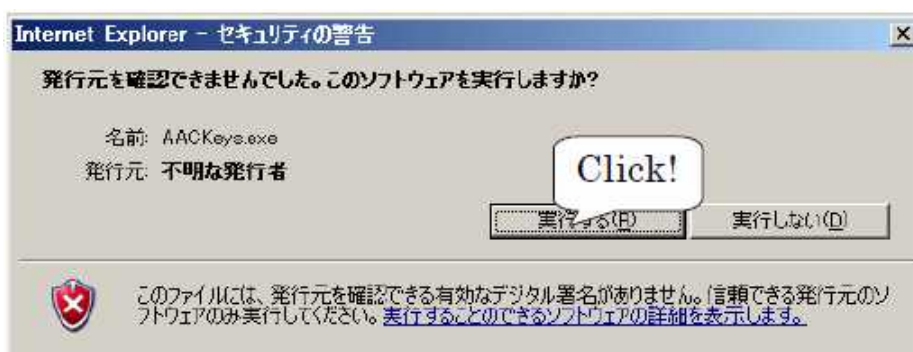 Internet Explorer - セキュリティの警告
発行元を確認できませんでした。このソフトウェアを実行しますか?
名前: AACKeys.exe
発行元: 不明な発行者
Click!
実行する(R)
実行しない(D)
このファイルには、発行元を確認できる有効なデジタル署名がありません。信頼できる発行元のソ
フトウェアのみ実行してください。実行することのできるソフトウェアの詳細を表示します。